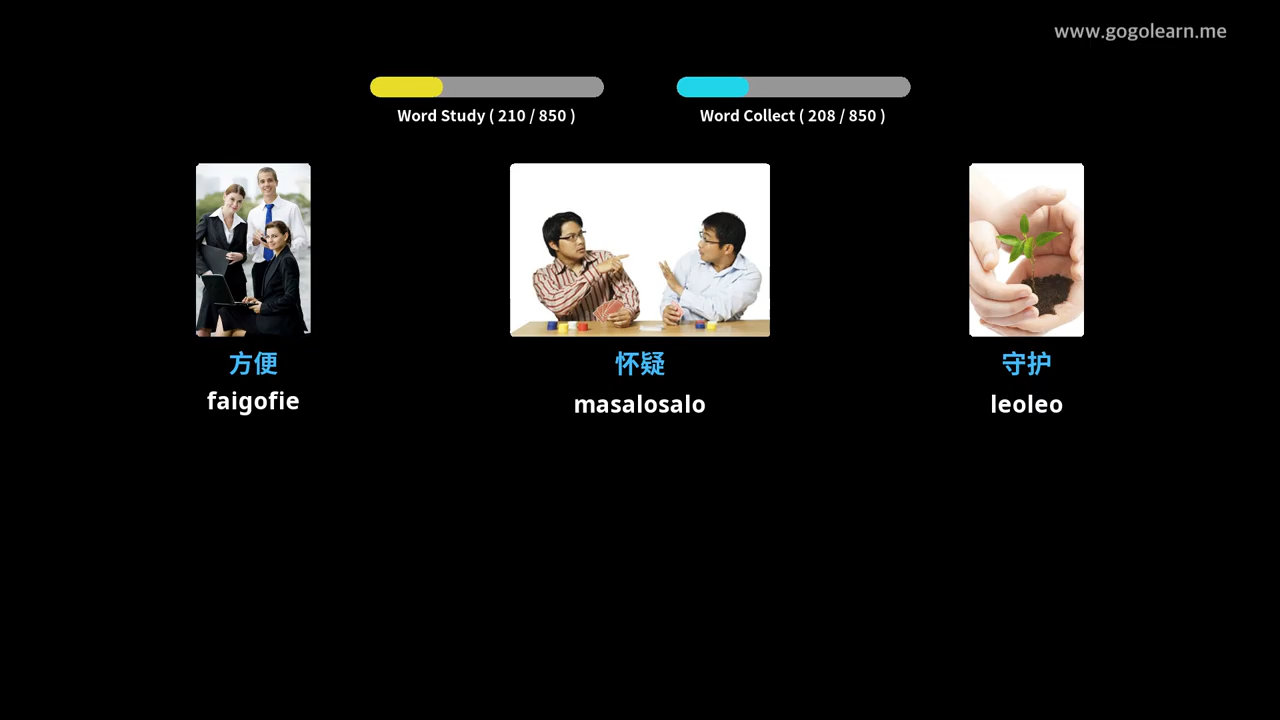 www.gogolearn.me
Word Study ( 210 / 850 )
Word Collect ( 208 / 850 )
方便
怀疑
守护
faigofie
masalosalo
leoleo